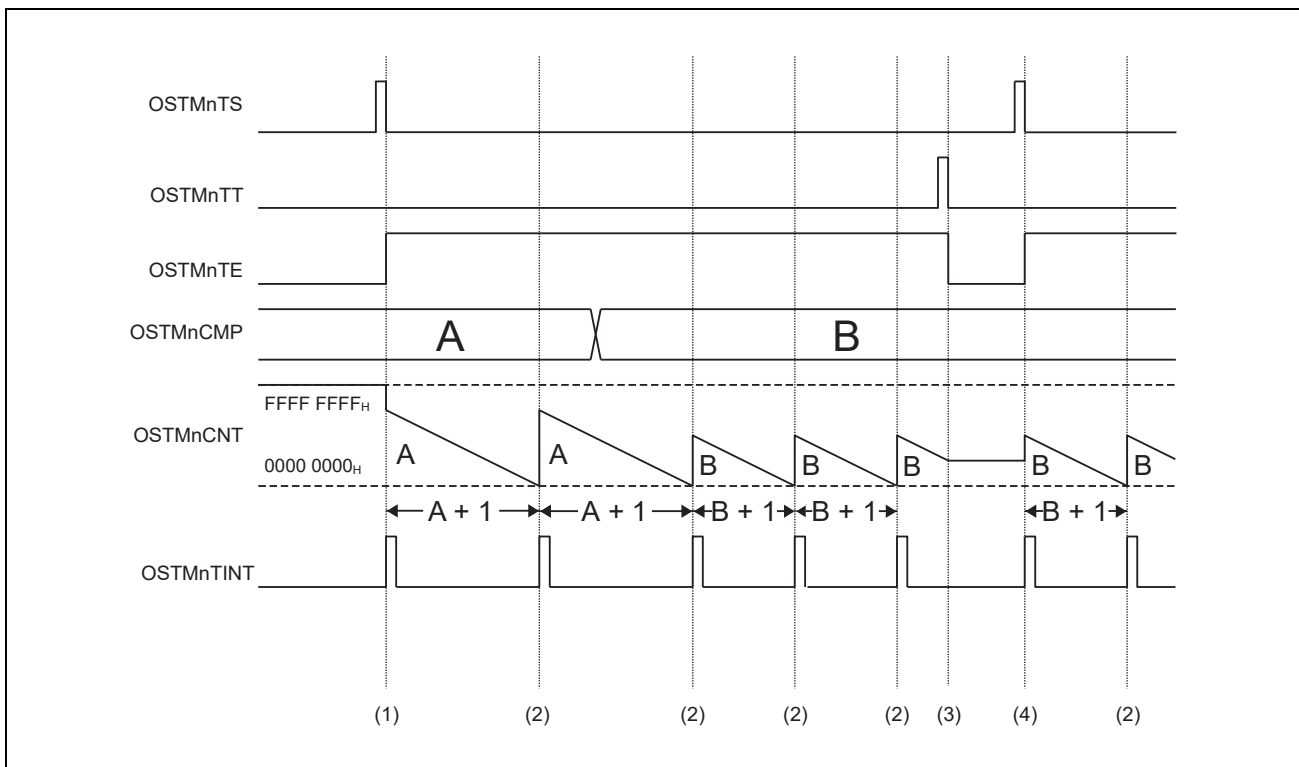 OSTMnTS
OSTMnTT
OSTMnTE
OSTMnCMP
A
B
FFFF FFFFH
OSTMnCNT
0000 0000H
A
A
B
B
B
B
B
A + 1
A + 1
B + 1
B + 1
B + 1
OSTMnTINT
(1)
(2)
(2)
(2)
(2)
(3)
(4)
(2)